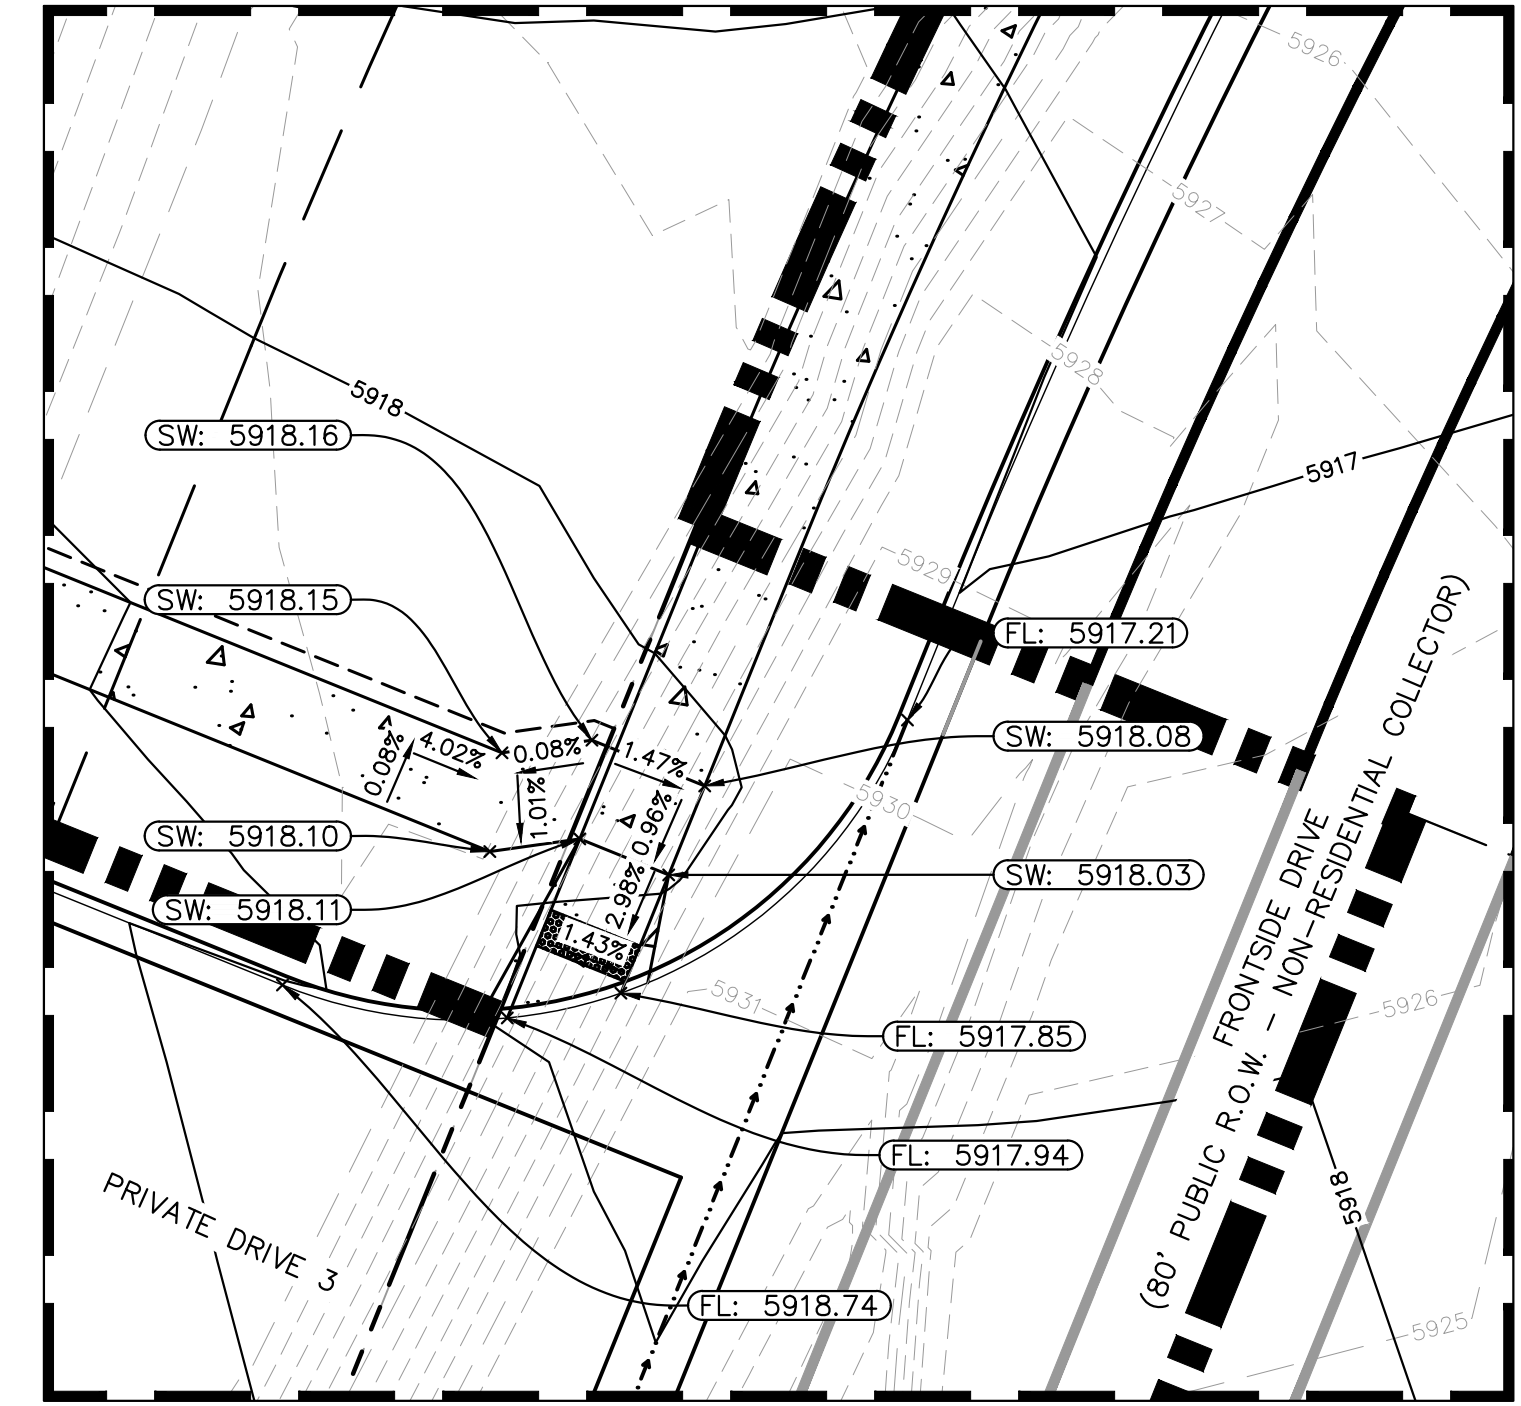 5926
5927
5928
5918
SW: 5918.16
5917
5929
SW: 5918.15
FL: 5917.21
SW: 5918.08
4.02%
0.08%
0.08%
1.47%
1.01%
0.96%
5930
SW: 5918.10
SW: 5918.03
SW: 5918.11
2.98%
1.43%
5931
5926
FL: 5917.85
FL: 5917.94
FRONTSIDE DRIVE
(80' PUBLIC R.O.W. - NON-RESIDENTIAL COLLECTOR)
5918
PRIVATE DRIVE 3
FL: 5918.74
5925